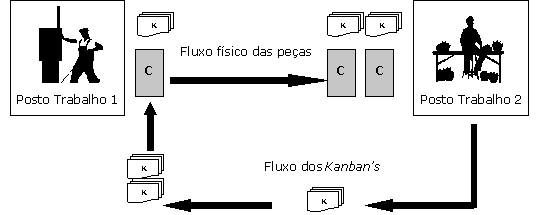 K
K
K
Fluxo físico das peças
C
C
C
Posto Trabalho 1
Posto Trabalho 2
K
Fluxo dos Kanban's
K
K